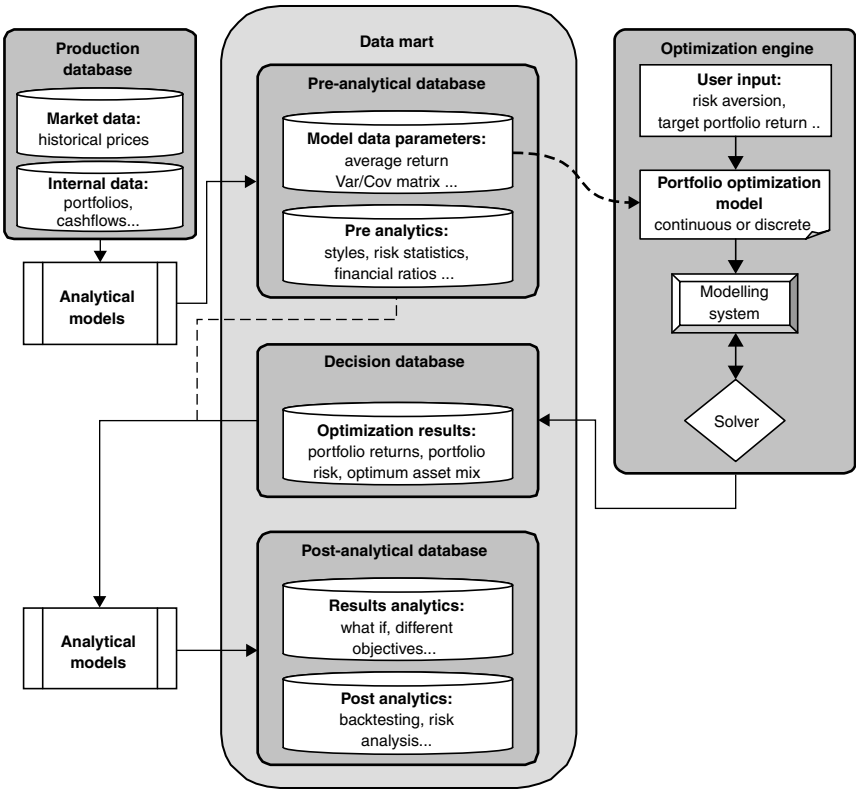 Production
database
Market data:
historical prices
Internal data:
portfolios,
cashflows...
Analytical
models
Data mart
Pre-analytical database
Model data parameters:
average return
Var/Cov matrix ...
Pre analytics:
styles, risk statistics,
financial ratios ...
Decision database
Optimization results:
portfolio returns, portfolio
risk, optimum asset mix
Post-analytical database
Results analytics:
what if, different
objectives...
Post analytics:
backtesting, risk
analysis...
Analytical
models
Optimization engine
User input:
risk aversion,
target portfolio return ..
Portfolio optimization
model
continuous or discrete
Modelling
system
Solver